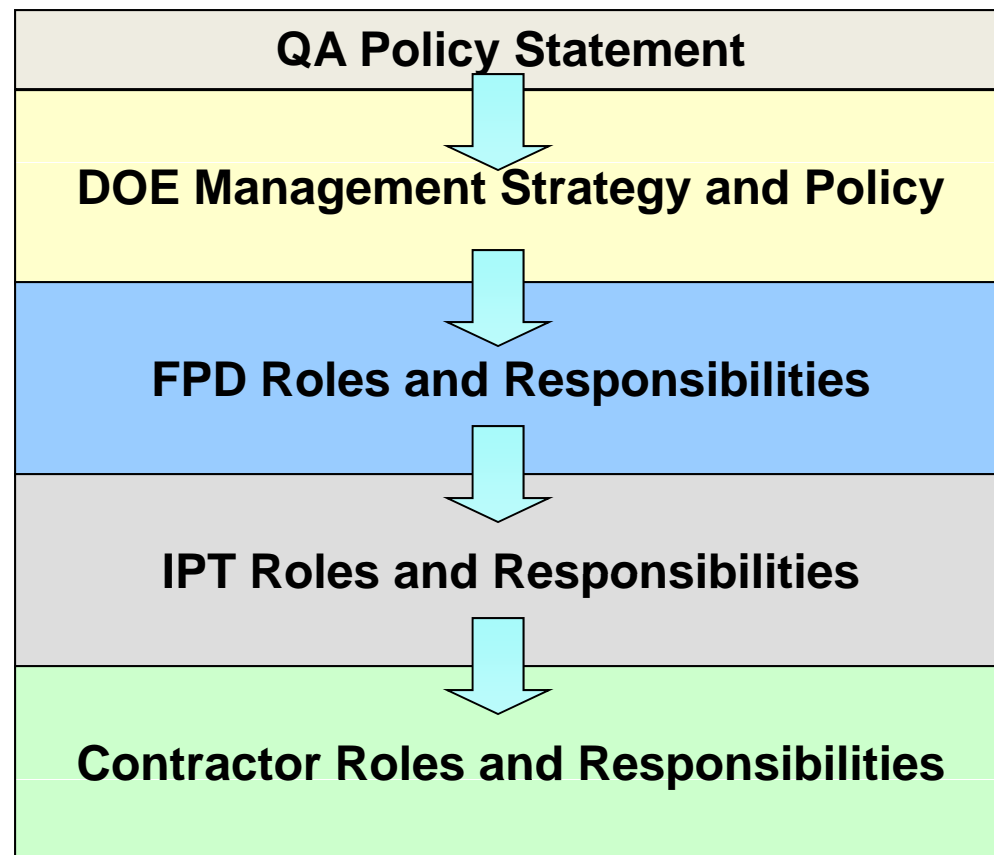 QA Policy Statement
DOE Management Strategy and Policy
FPD Roles and Responsibilities
IPT Roles and Responsibilities
Contractor Roles and Responsibilities